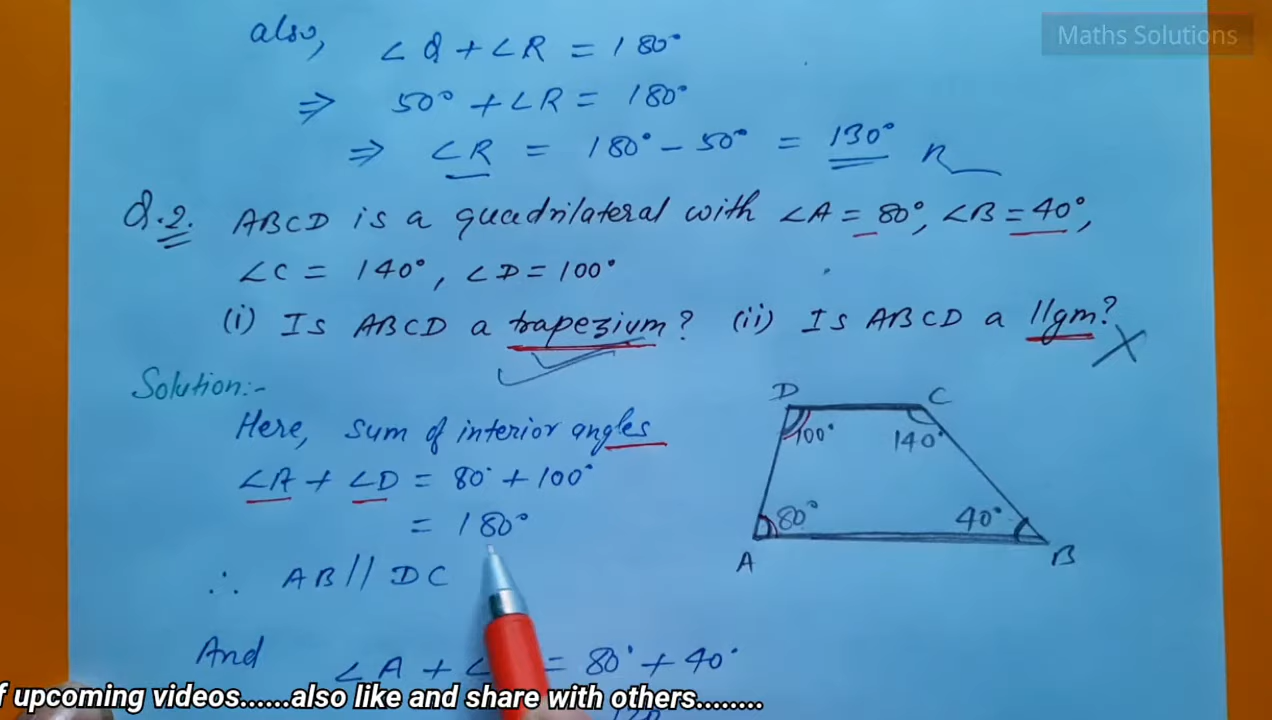 Maths Solutions
also, ∠Q + ∠R = 180°
⇒ 50° + ∠R = 180°
⇒ ∠R = 180° - 50° = 130°
Q.2. ABCD is a quadrilateral with ∠A = 80°, ∠B = 40°,
∠C = 140°, ∠D = 100°
(i) Is ABCD a trapezium? (ii) Is ABCD a //gm?
Solution:-
Here, sum of interior angles
∠A + ∠D = 80° + 100°
= 180°
∴ AB // DC
D C
100° 140°
80° 40°
A B
And ∠A + ∠ = 80° + 40°
upcoming videos......also like and share with others........